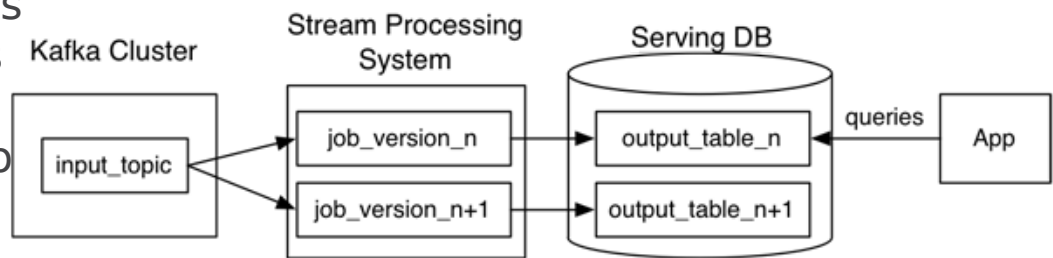 Kafka Cluster
Stream Processing
System
Serving DB
input_topic
job_version_n
job_version_n+1
output_table_n
output_table_n+1
queries
App